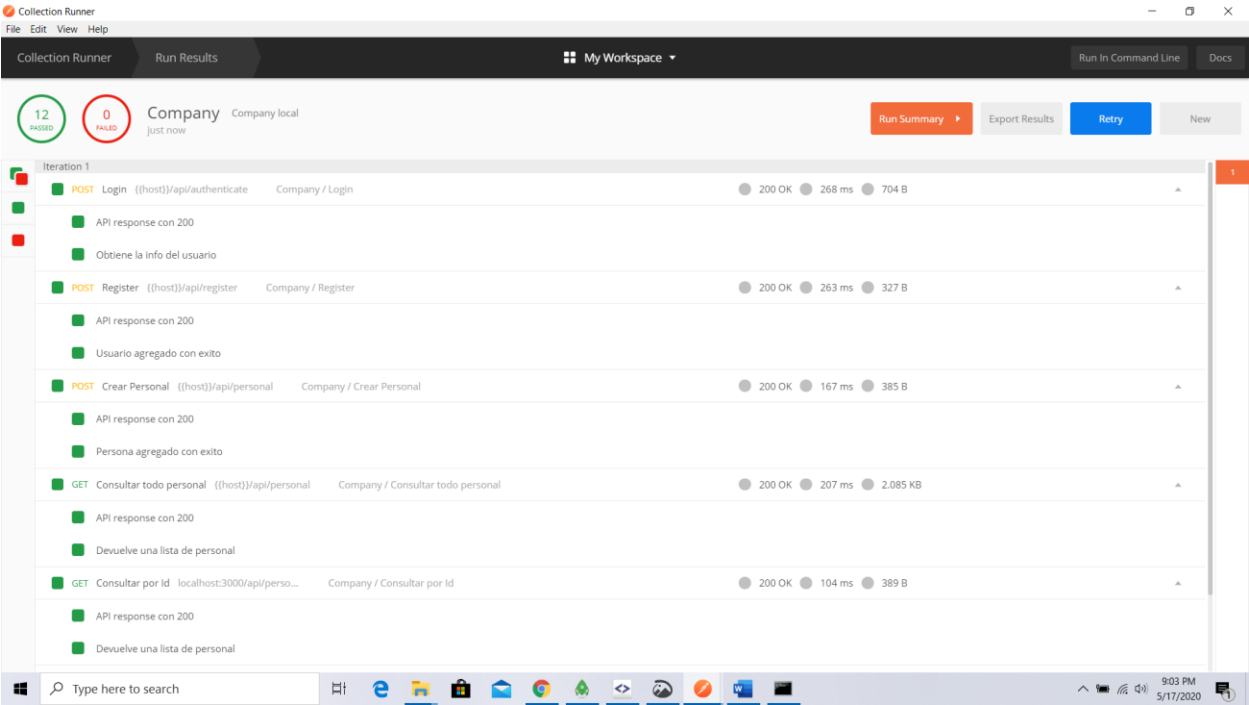 Collection Runner
File Edit View Help
Collection Runner Run Results My Workspace Run In Command Line Docs
12 PASSED 0 FAILED Company Company local
just now
Run Summary Export Results Retry New
Iteration 1
1
POST Login {{host}}/api/authenticate Company / Login 200 OK 268 ms 704 B
API response con 200
Obtiene la info del usuario
POST Register {{host}}/api/register Company / Register 200 OK 263 ms 327 B
API response con 200
Usuario agregado con exito
POST Crear Personal {{host}}/api/personal Company / Crear Personal 200 OK 167 ms 385 B
API response con 200
Persona agregado con exito
GET Consultar todo personal {{host}}/api/personal Company / Consultar todo personal 200 OK 207 ms 2.085 KB
API response con 200
Devuelve una lista de personal
GET Consultar por Id localhost:3000/api/perso... Company / Consultar por Id 200 OK 104 ms 389 B
API response con 200
Devuelve una lista de personal
Type here to search
9:03 PM
5/17/2020
1